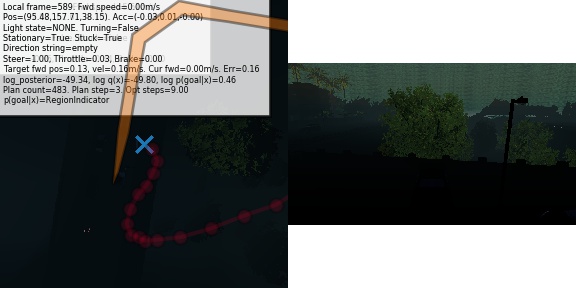 Local frame=589: Fwd speed=0.00m/s
Pos=(95.48,157.71,38.15). Acc=(-0.03,0.01,-0.00)
Light state=NONE. Turning=False
Stationary=True. Stuck=True
Direction string=empty
Steer=1.00, Throttle=0.03, Brake=0.00
Target fwd pos=0.13, vel=0.16m/s. Cur fwd=0.00m/s. Err=0.16
log_posterior=-49.34, log q(x)=-49.80, log p(goal|x)=0.46
Plan count=483. Plan step=3. Opt steps=9.00
p(goal|x)=RegionIndicator